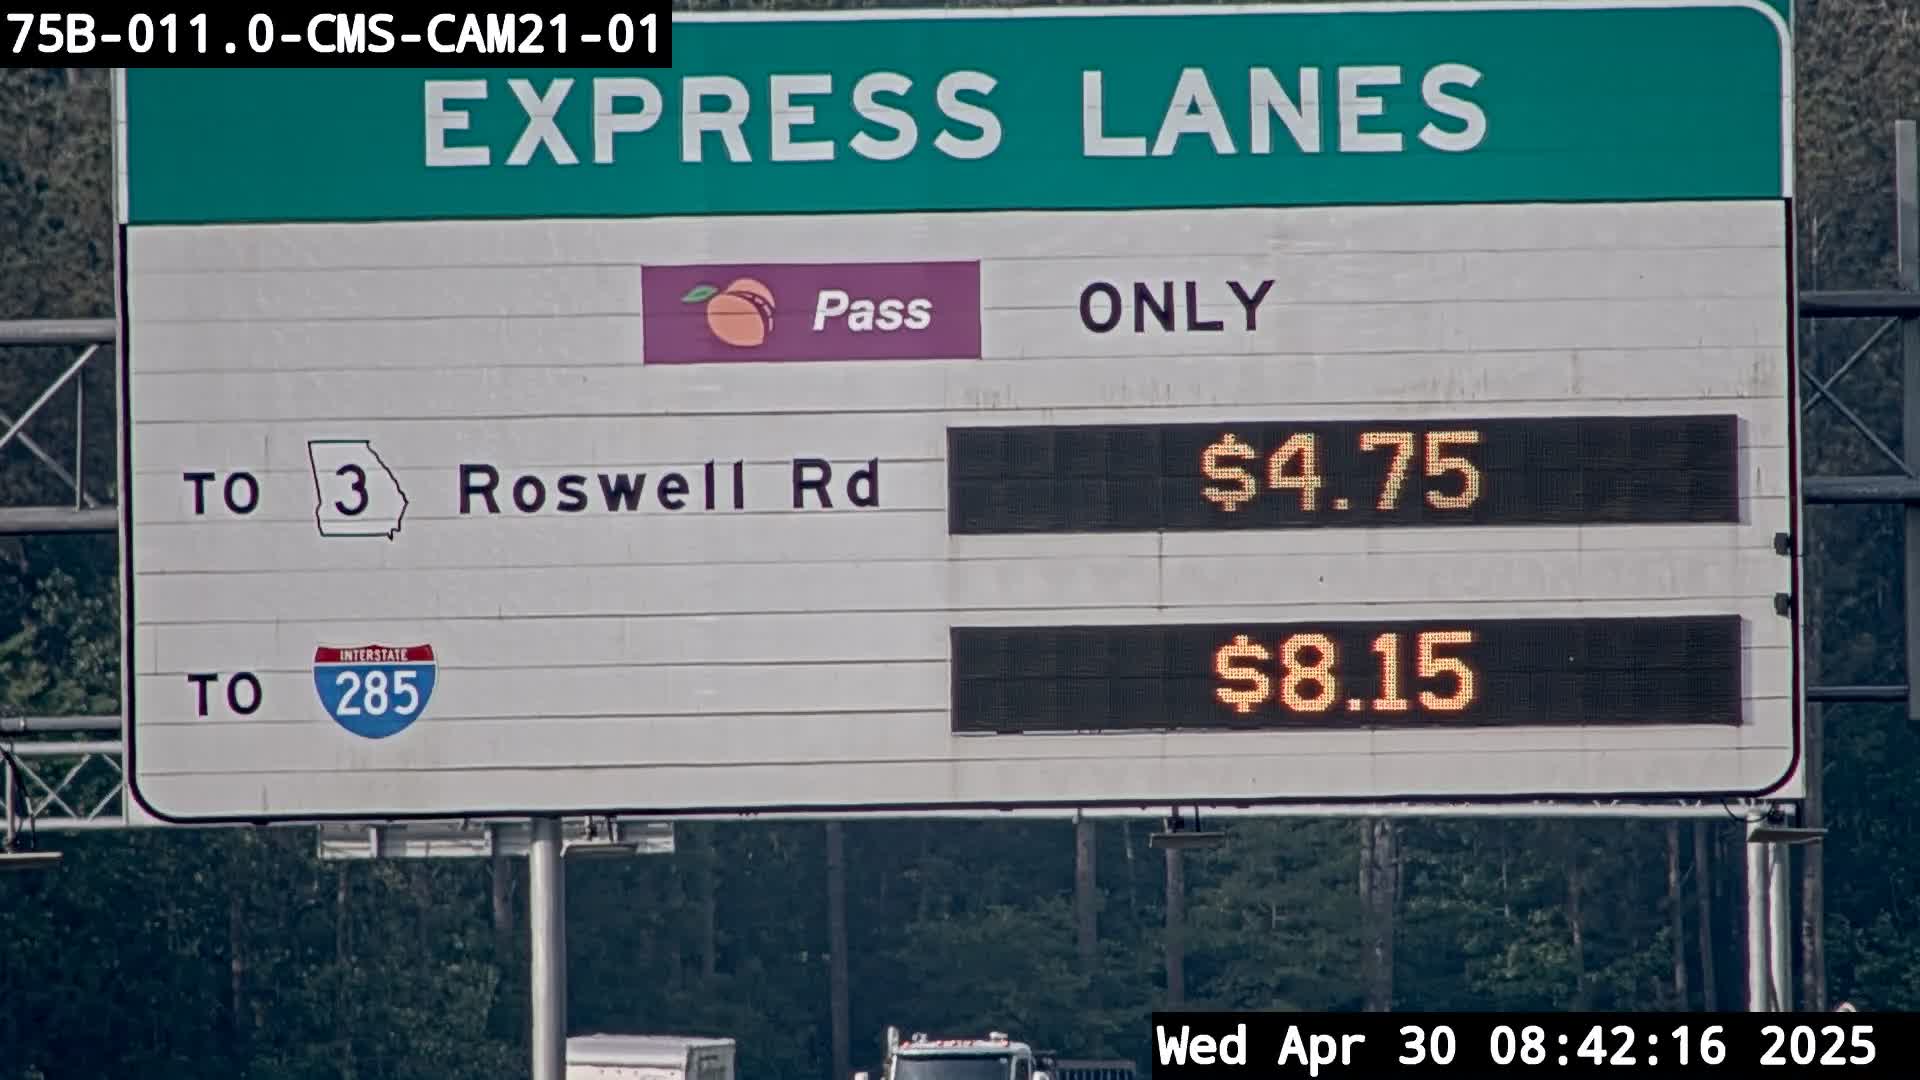 75B-011.0-CMS-CAM21-01
EXPRESS LANES
Pass ONLY
TO 3 Roswell Rd $4.75
INTERSTATE
TO 285 $8.15
Wed Apr 30 08:42:16 2025